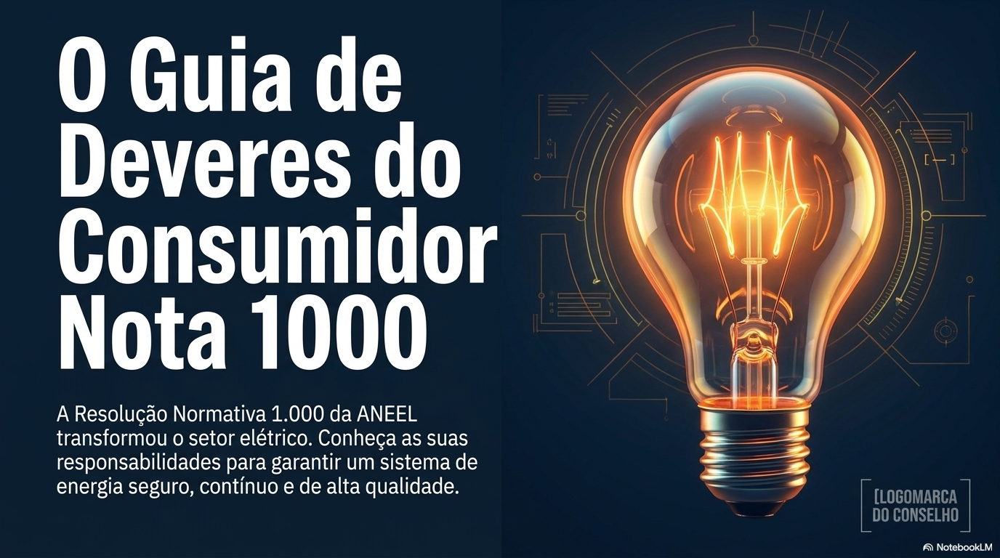 O Guia de
Deveres do
Consumidor
Nota 1000
A Resolução Normativa 1.000 da ANEEL
transformou o setor elétrico. Conheça as suas
responsabilidades para garantir um sistema de
energia seguro, contínuo e de alta qualidade.
[LOGOMARCA
DO CONSELHO
NotebookLM